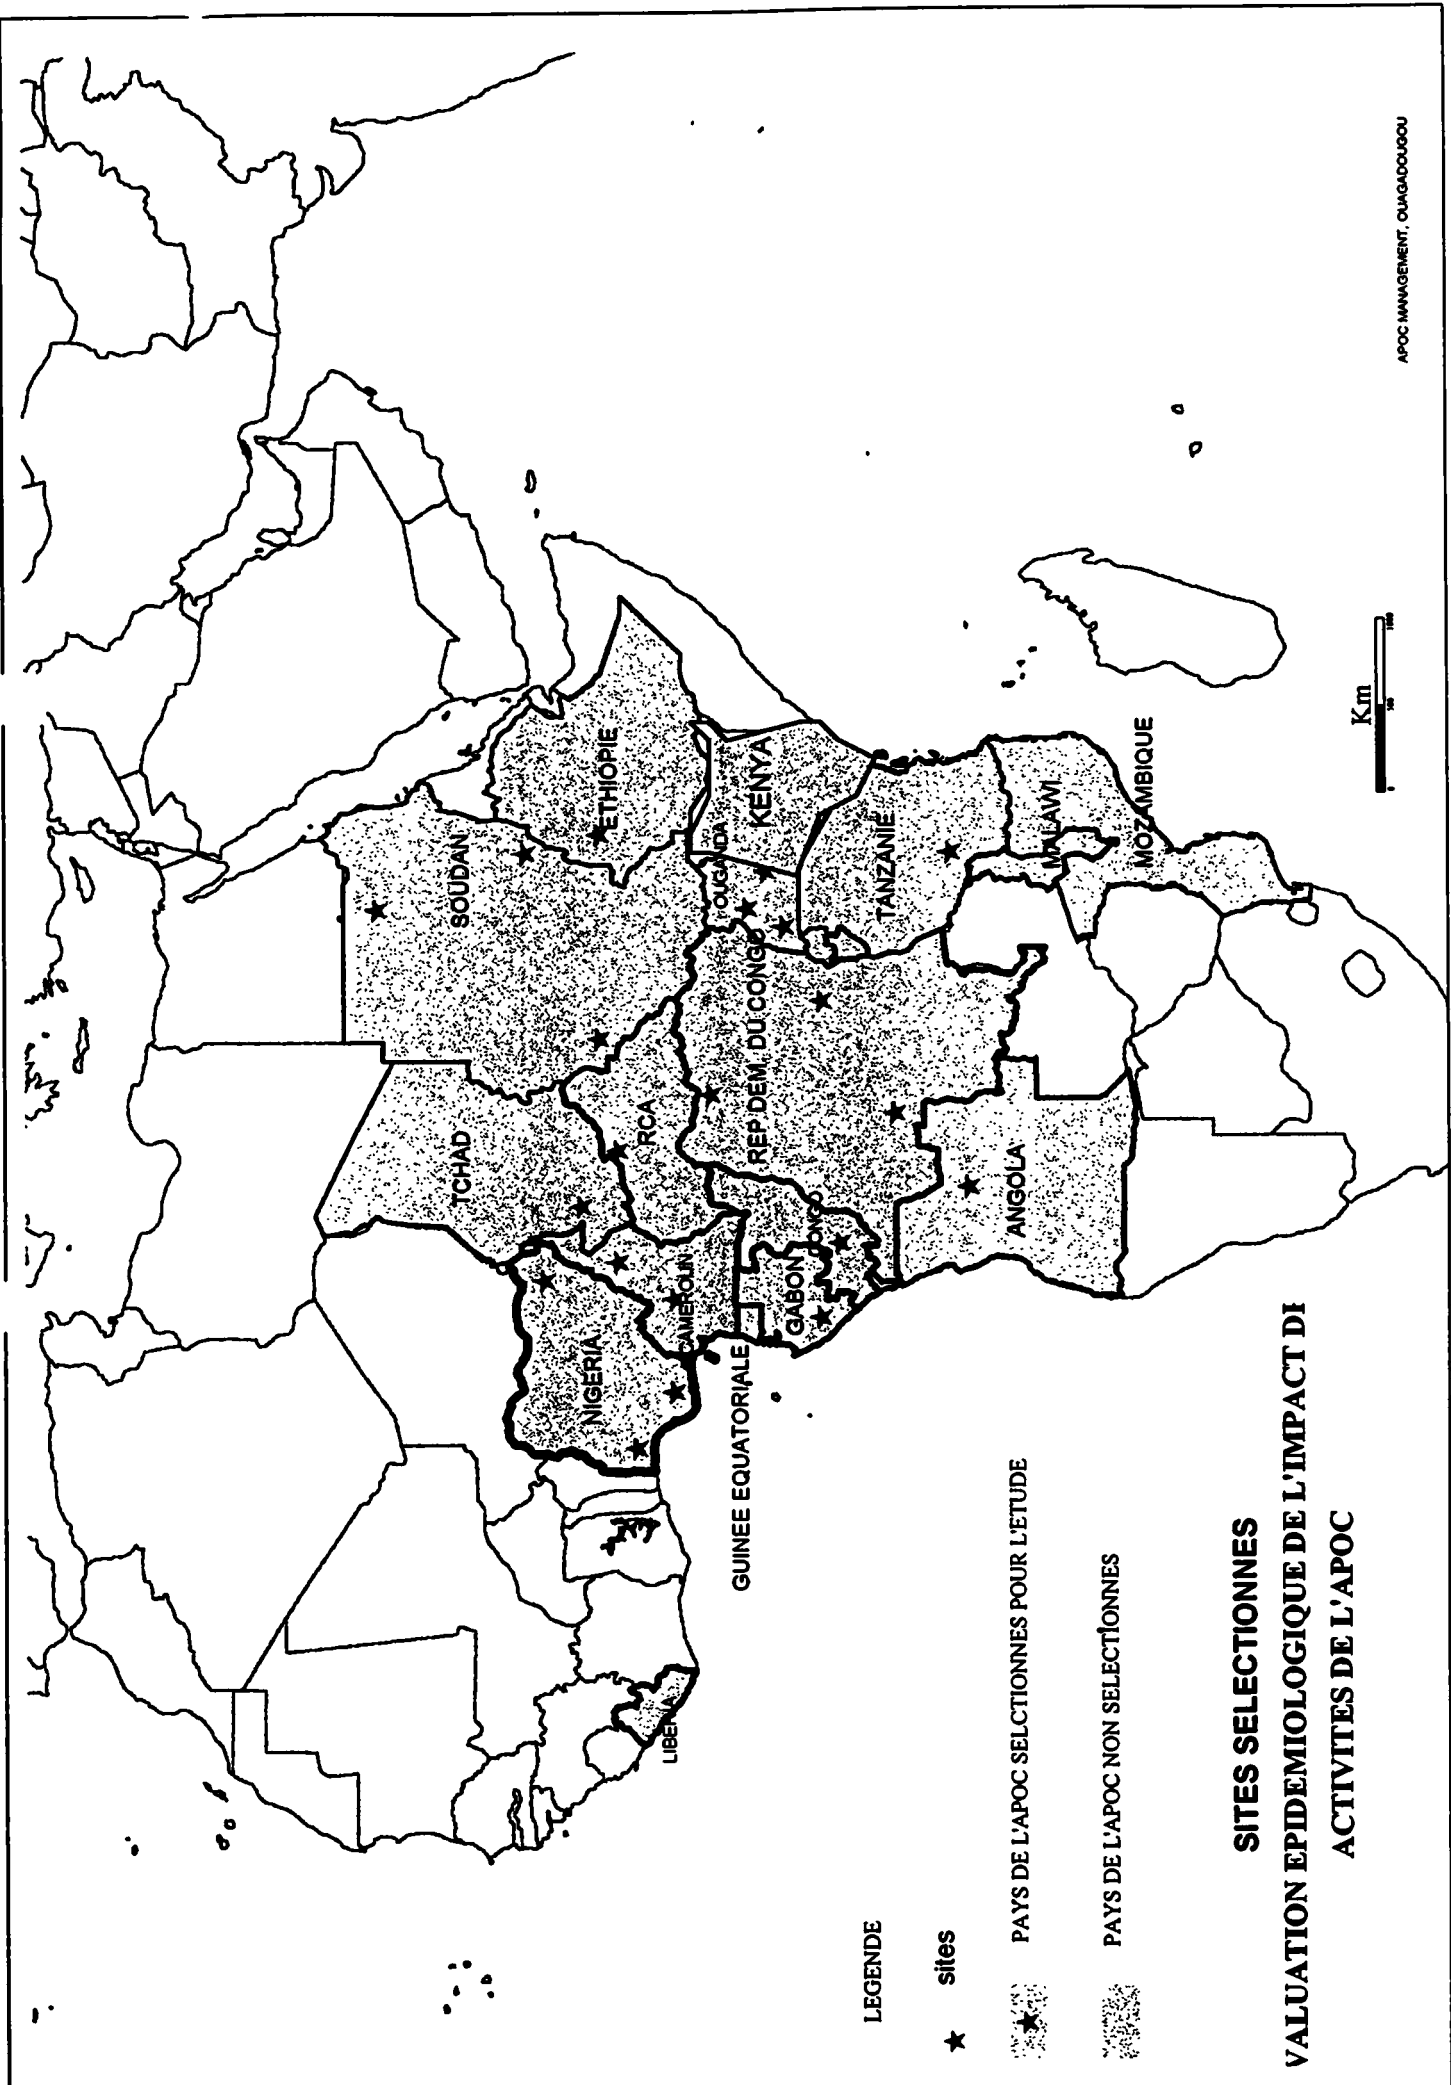 SOUDAN
TCHAD
ETHIOPIE
NIGERIA
RCA
CAMEROUN
OUGANDA
KENYA
REP DEM. DU CONGO
GUINEE EQUATORIALE
GABON
CONGO
LIBERIA
TANZANIE
ANGOLA
MALAWI
MOZAMBIQUE
LEGENDE
sites
PAYS DE L'APOC SELCTIONNES POUR L'ETUDE
PAYS DE L'APOC NON SELECTIONNES
SITES SELECTIONNES
VALUATION EPIDEMIOLOGIQUE DE L'IMPACT DI
ACTIVITES DE L'APOC
Km
0
APOC MANAGEMENT, OUAGADOUGOU